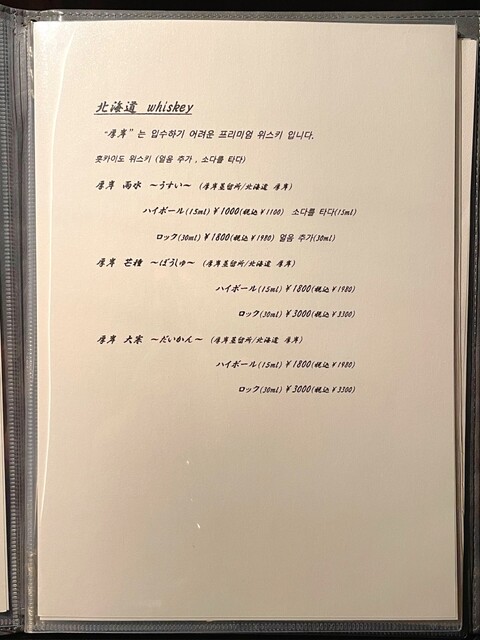 北海道 whiskey
"厚岸"는 입수하기 어려운 프리미엄 위스키 입니다.
홋카이도 위스키 (얼음 추가 , 소다를 타다)
厚岸 雨水 ～うすい～ (厚岸蒸留所/北海道 厚岸)
ハイボール(15ml) ¥1000(税込¥1100) 소다를 타다(15ml)
ロック(30ml) ¥1800(税込¥1980) 얼음 추가(30ml)
厚岸 芒種 ～ぼうしゅ～ (厚岸蒸留所/北海道 厚岸)
ハイボール(15ml) ¥1800(税込¥1980)
ロック(30ml) ¥3000(税込¥3300)
厚岸 大寒 ～だいかん～ (厚岸蒸留所/北海道 厚岸)
ハイボール(15ml) ¥1800(税込¥1980)
ロック(30ml) ¥3000(税込¥3300)